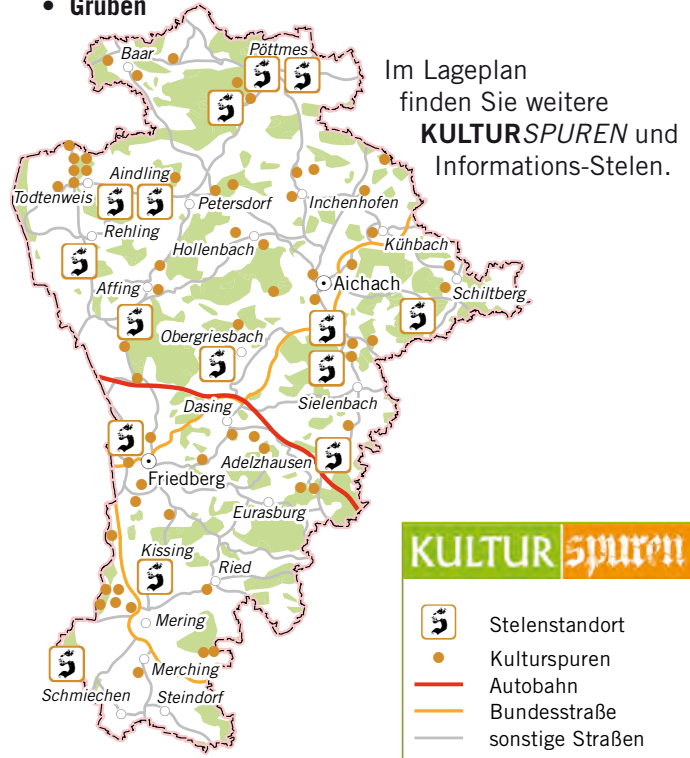 • Gruben
Im Lageplan
finden Sie weitere
KULTURSPUREN und
Informations-Stelen.
Baar
Pöttmes
Aindling
Todtenweis
Petersdorf
Inchenhofen
Rehling
Hollenbach
Kühbach
Affing
Aichach
Schiltberg
Obergriesbach
Dasing
Sielenbach
Adelzhausen
Friedberg
Eurasburg
Kissing
Ried
Mering
Merching
Schmiechen
Steindorf
KULTUR spuren
Stelenstandort
Kulturspuren
Autobahn
Bundesstraße
sonstige Straßen